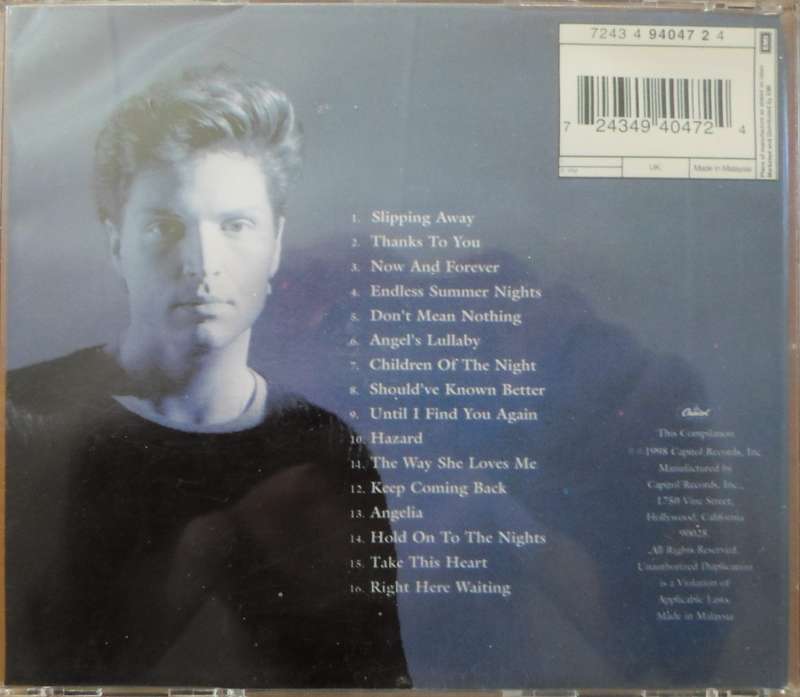 7243 4 94047 2 4
EMI
7 24349 40472 4
UK
Made in Malaysia
1. Slipping Away
2. Thanks To You
3. Now And Forever
4. Endless Summer Nights
5. Don't Mean Nothing
6. Angel's Lullaby
7. Children Of The Night
8. Should've Known Better
9. Until I Find You Again
10. Hazard
11. The Way She Loves Me
12. Keep Coming Back
13. Angelia
14. Hold On To The Nights
15. Take This Heart
16. Right Here Waiting
Capitol
This Compilation
1998 Capitol Records, Inc
Manufactured by
Capitol Records, Inc.,
1750 Vine Street,
Hollywood, California
90028.
All Rights Reserved.
Unauthorized Duplication
is a Violation of
Applicable Laws.
Made in Malaysia